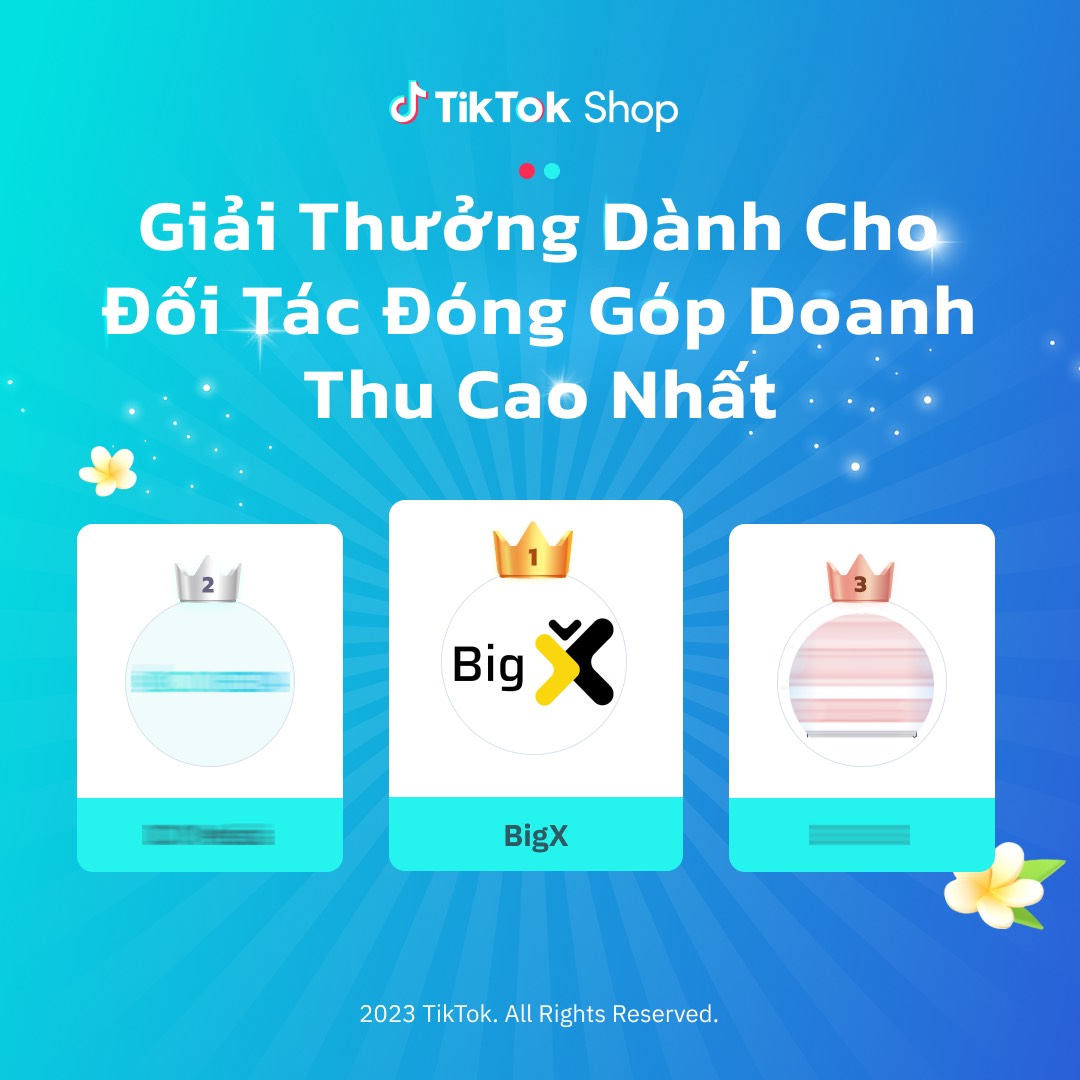 TikTok Shop
Giải Thưởng Dành Cho
Đối Tác Đóng Góp Doanh
Thu Cao Nhất
2
1
3
Big X
BigX
2023 TikTok. All Rights Reserved.